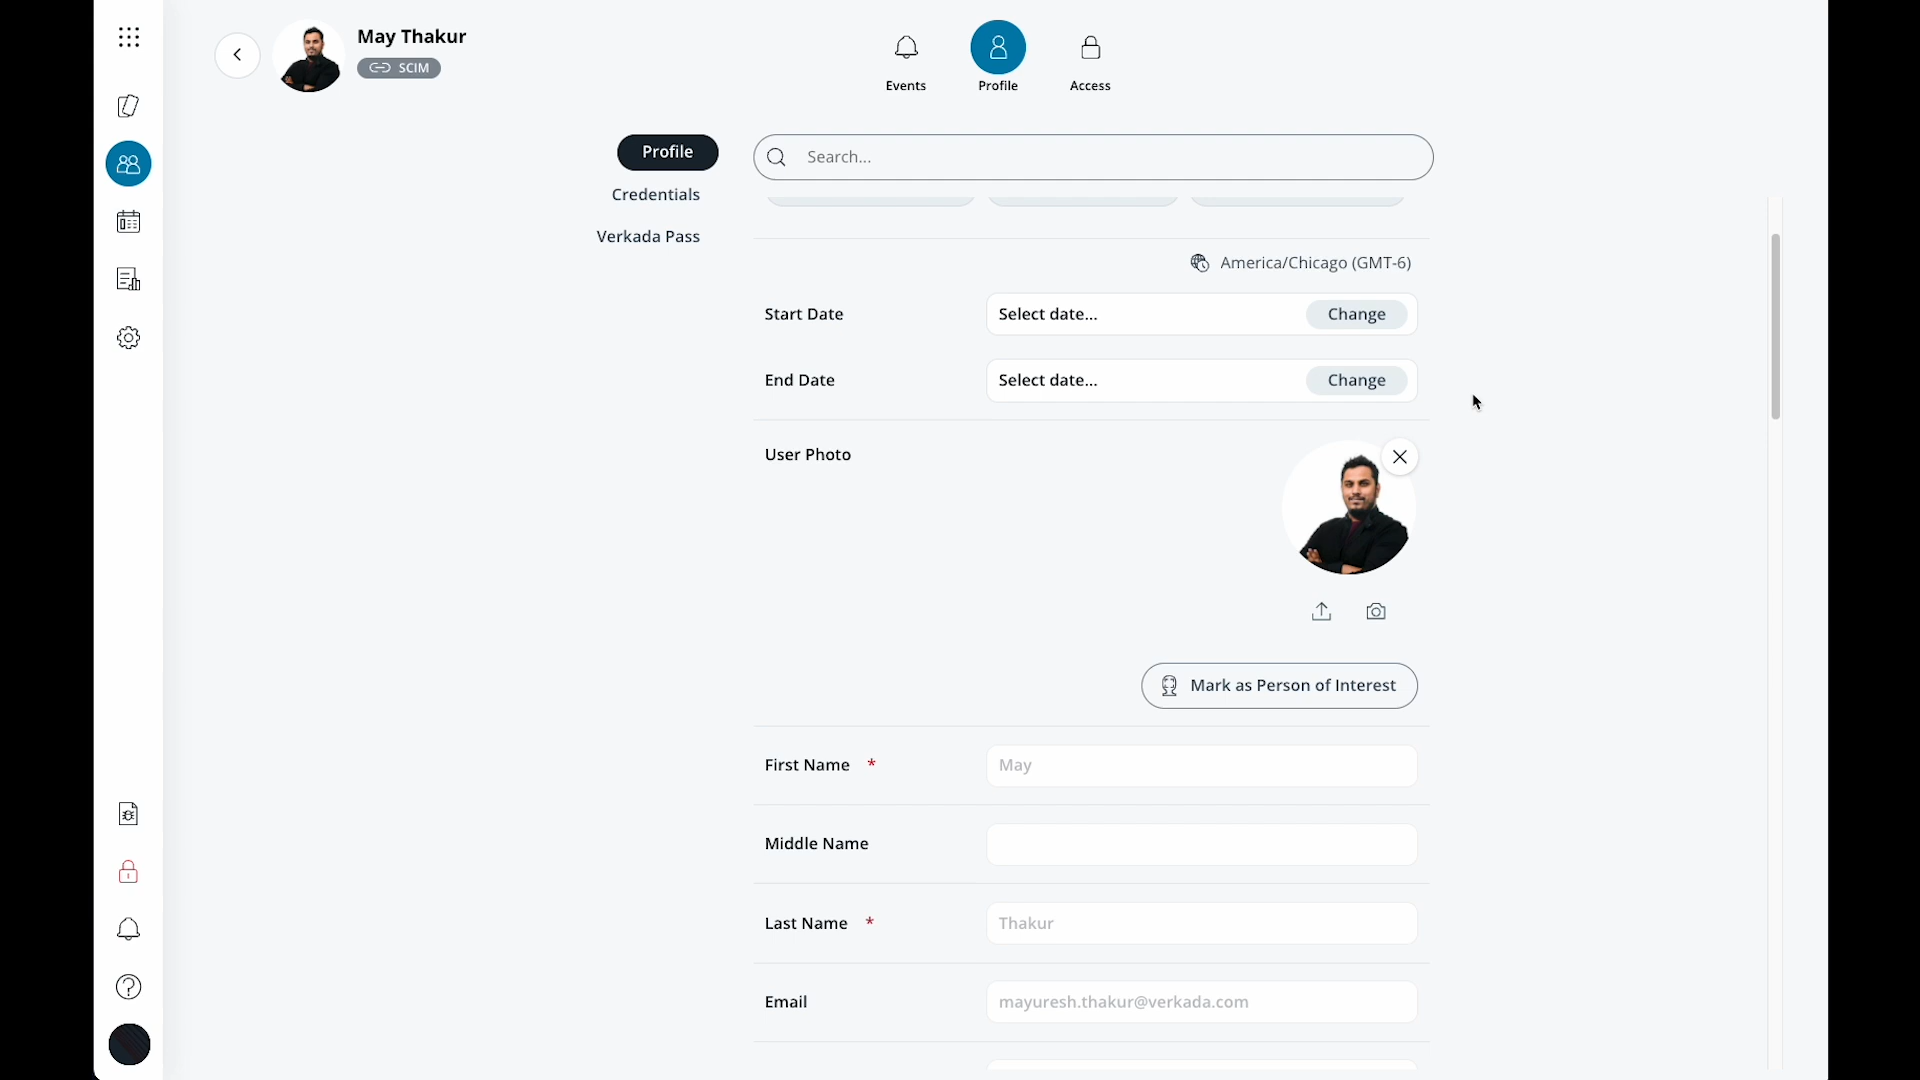 May Thakur
SCIM
Events
Profile
Access
Profile
Credentials
Verkada Pass
Search...
America/Chicago (GMT-6)
Start Date
Select date...
Change
End Date
Select date...
Change
User Photo
Mark as Person of Interest
First Name *
May
Middle Name
Last Name *
Thakur
Email
mayuresh.thakur@verkada.com